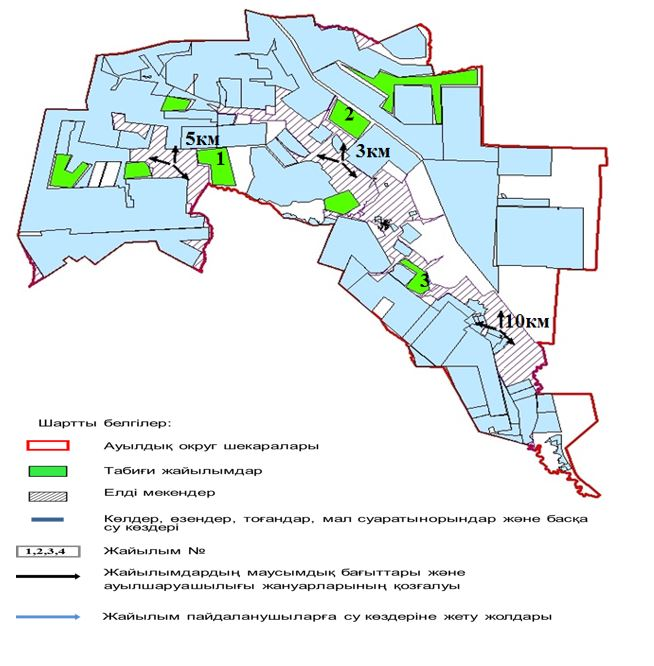 2
5км
3км
1
3
10км
Шартты белгілер:
Ауылдық округ шекаралары
Табиғи жайылымдар
Елді мекендер
Көлдер, өзендер, тоғандар, мал суаратынорындар және басқа
су көздері
1,2,3,4 Жайылым №
Жайылымдардың маусымдық бағыттары және
ауылшаруашылығы жануарларының қозғалуы
Жайылым пайдаланушыларға су көздеріне жету жолдары